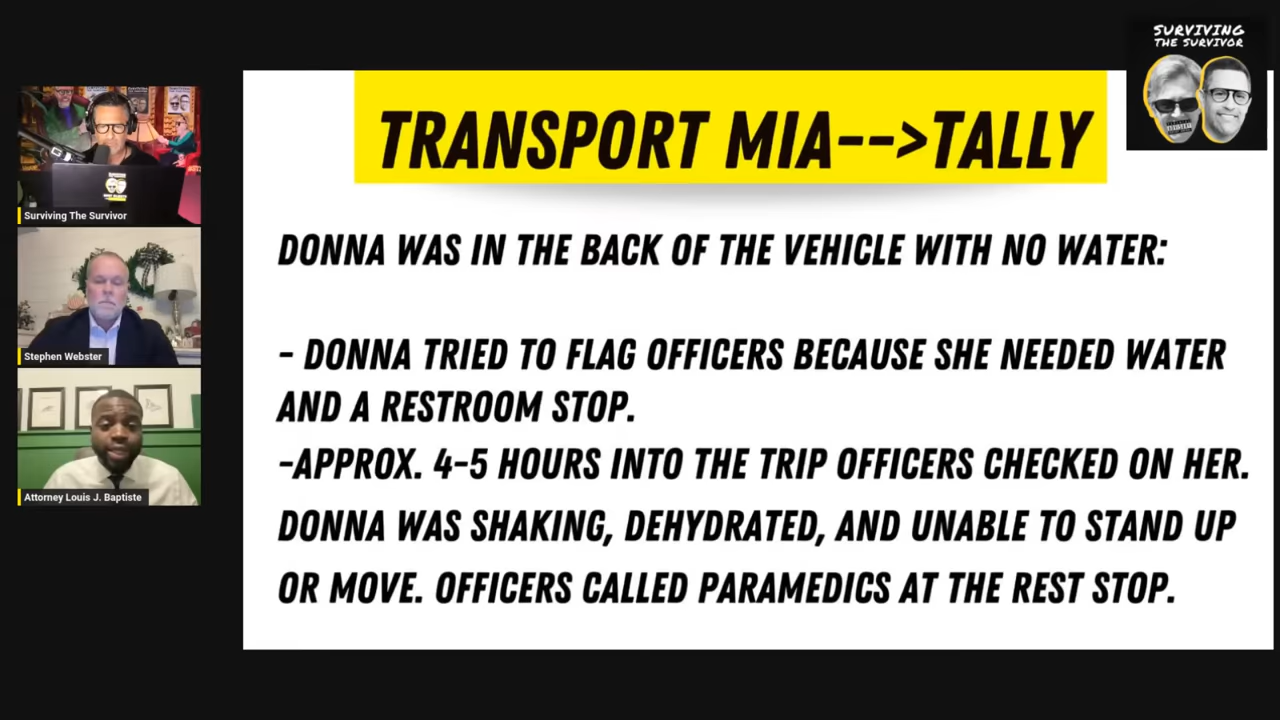 SURVIVING
THE SURVIVOR
TRANSPORT MIA-->TALLY
DONNA WAS IN THE BACK OF THE VEHICLE WITH NO WATER:
- DONNA TRIED TO FLAG OFFICERS BECAUSE SHE NEEDED WATER
AND A RESTROOM STOP.
-APPROX. 4-5 HOURS INTO THE TRIP OFFICERS CHECKED ON HER.
DONNA WAS SHAKING, DEHYDRATED, AND UNABLE TO STAND UP
OR MOVE. OFFICERS CALLED PARAMEDICS AT THE REST STOP.
Surviving The Survivor
Stephen Webster
Attorney Louis J. Baptiste